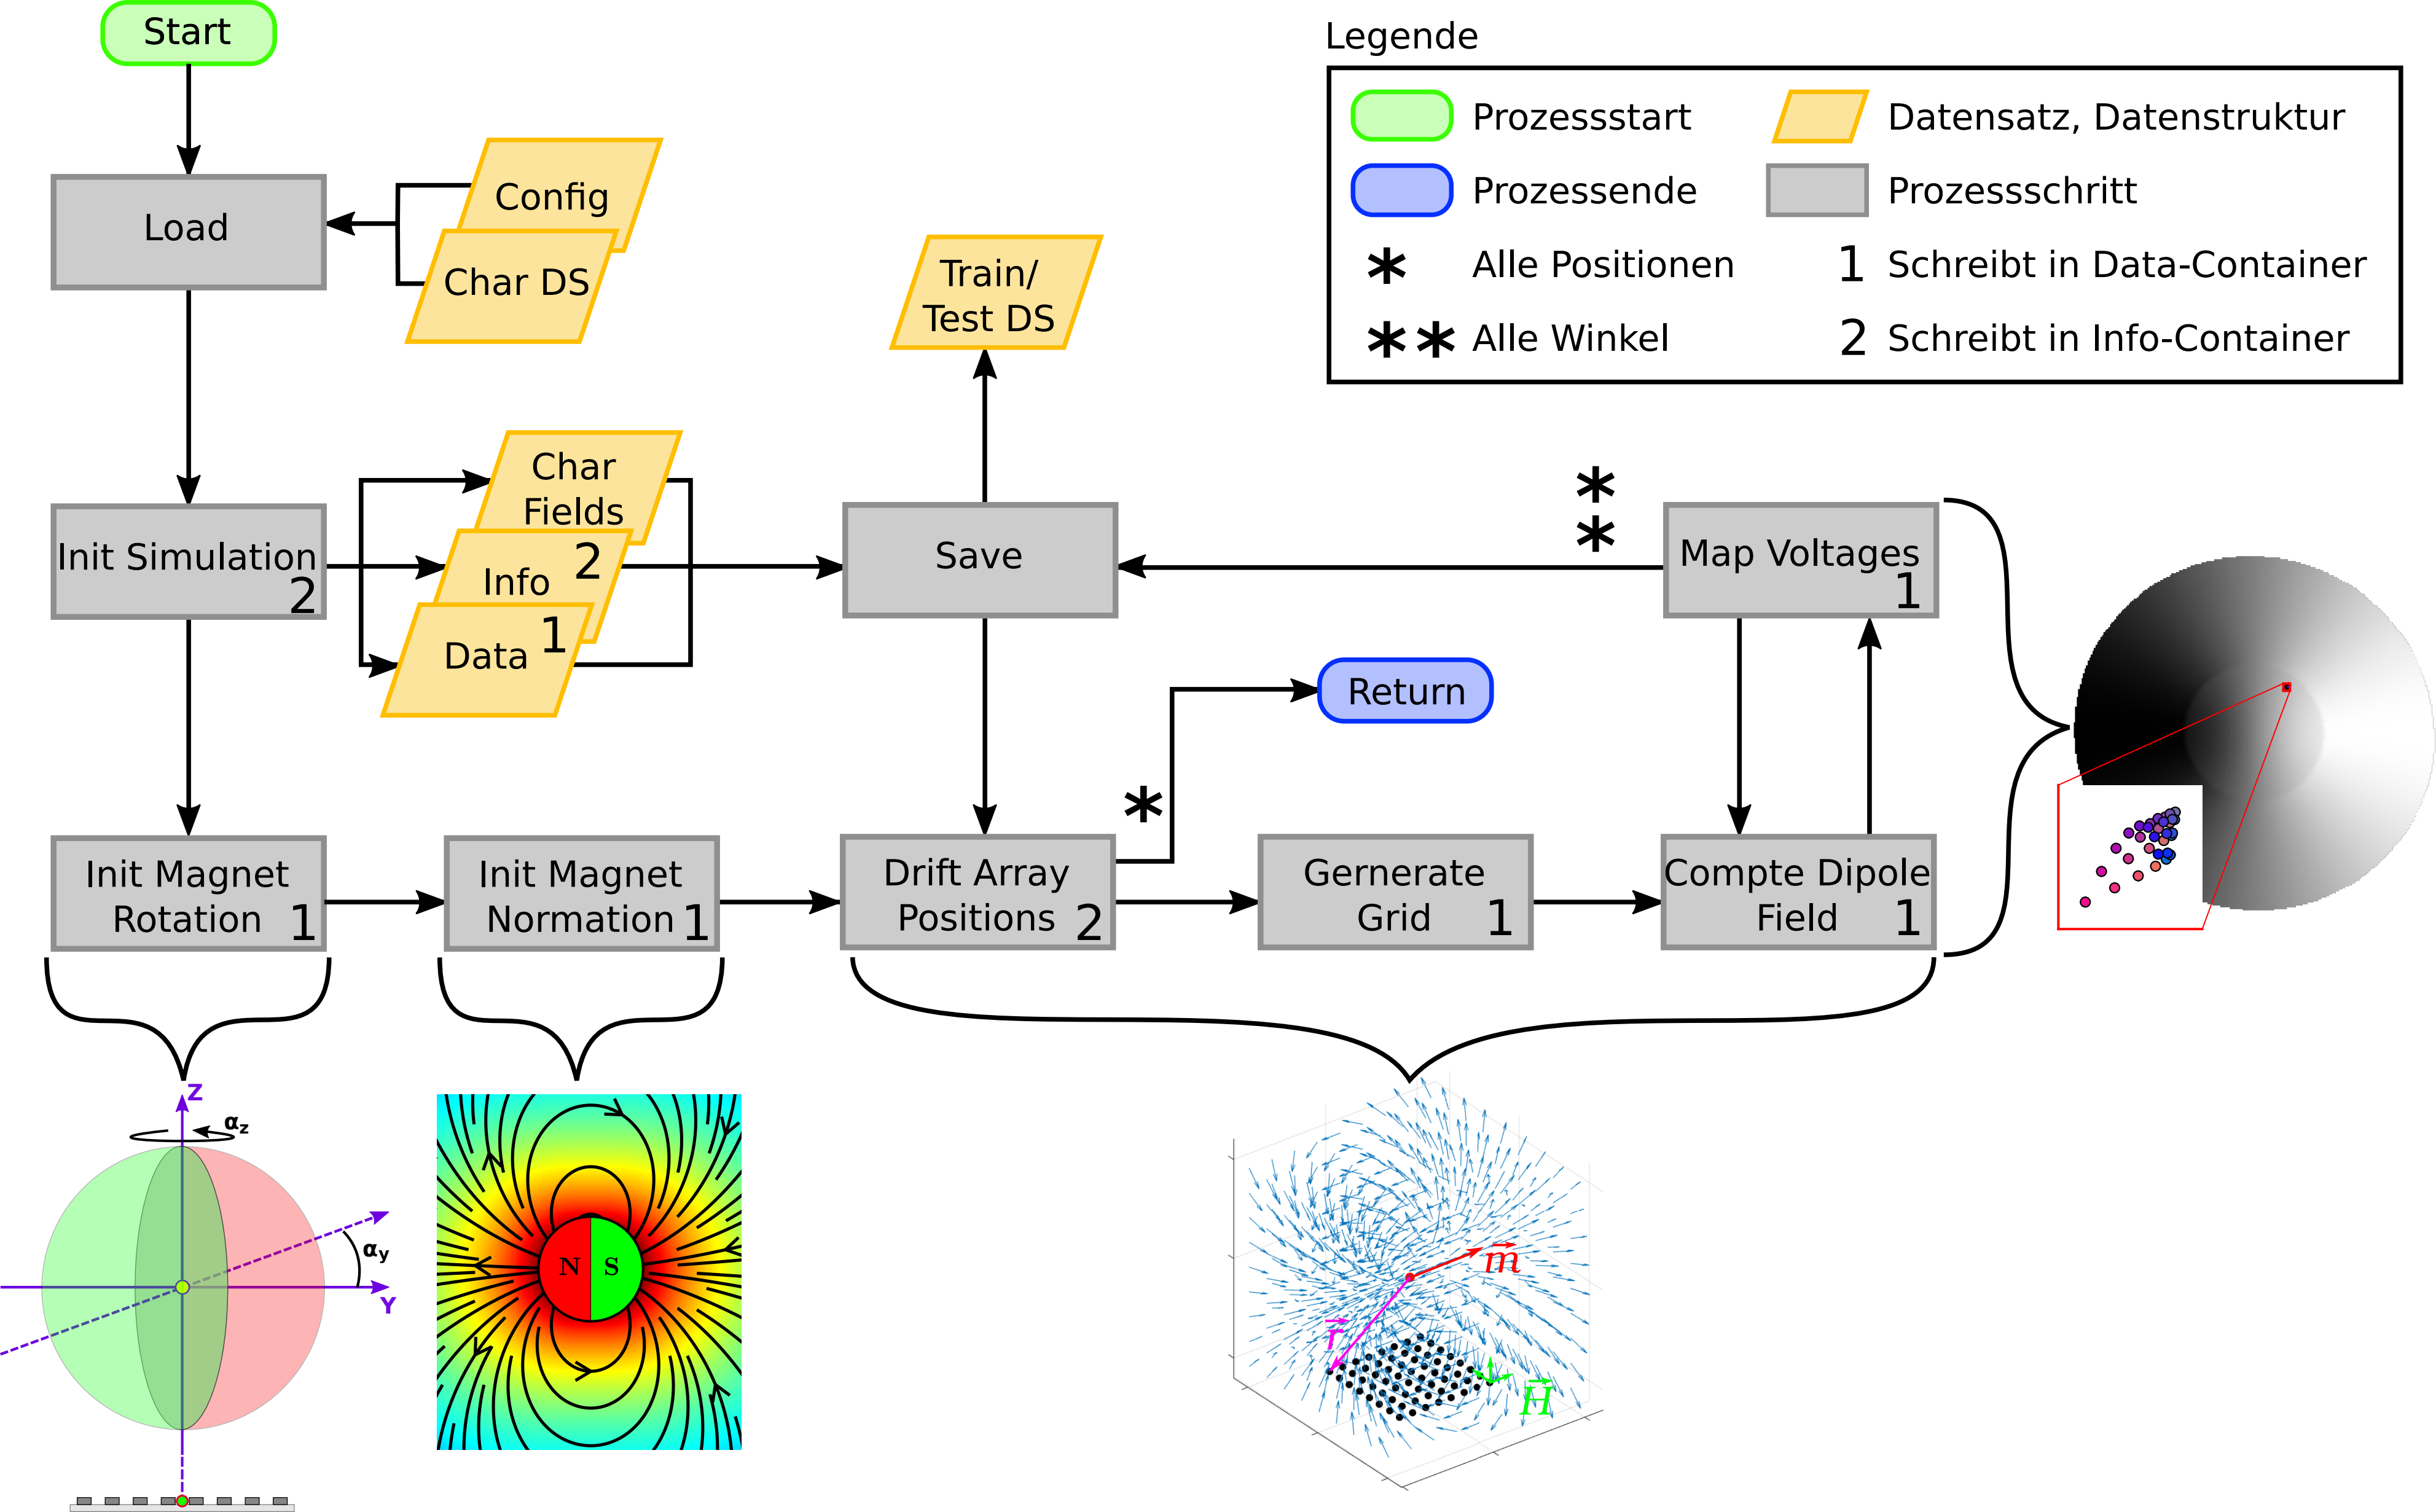 Start
Legende
Prozessstart
Datensatz, Datenstruktur
Prozessende
Prozessschritt
* Alle Positionen
1 Schreibt in Data-Container
** Alle Winkel
2 Schreibt in Info-Container
Load
Config
Char DS
Train/
Test DS
Init Simulation
2
Char
Fields
Info 2
Data 1
Save
*
*
Map Voltages
1
Return
*
Init Magnet
Rotation 1
Init Magnet
Normation 1
Drift Array
Positions 2
Gernerate
Grid 1
Compte Dipole
Field 1
Z
αz
αy
Y
N S
m
r
H